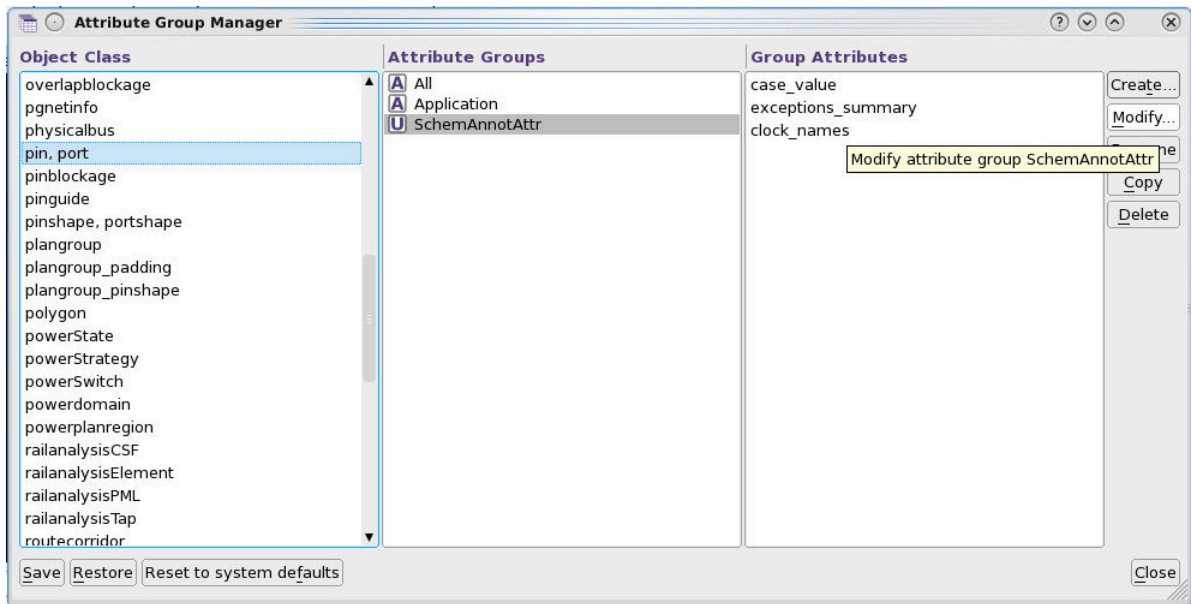 Attribute Group Manager
Object Class
overlapblockage
pgnetinfo
physicalbus
pin, port
pinblockage
pinguide
pinshape, portshape
plangroup
plangroup_padding
plangroup_pinshape
polygon
powerState
powerStrategy
powerSwitch
powerdomain
powerplanregion
railanalysisCSF
railanalysisElement
railanalysisPML
railanalysisTap
routecorridor
Attribute Groups
A All
A Application
U SchemAnnotAttr
Group Attributes
case_value
exceptions_summary
clock_names
Create...
Modify...
Modify attribute group SchemAnnotAttr
Copy
Delete
Save Restore Reset to system defaults
Close